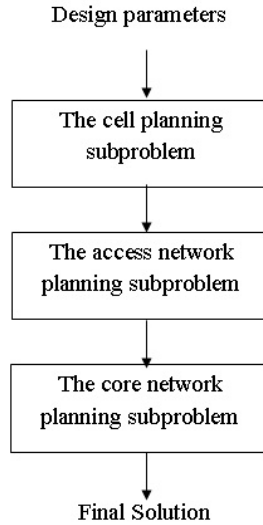 Design parameters
The cell planning
subproblem
The access network
planning subproblem
The core network
planning subproblem
Final Solution